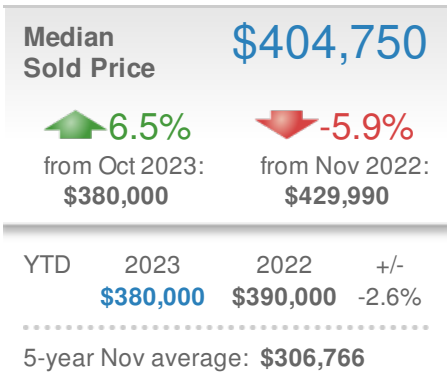 Median
Sold Price
$404,750
6.5%
from Oct 2023:
$380,000
-5.9%
from Nov 2022:
$429,990
YTD 2023 2022 +/-
$380,000 $390,000 -2.6%
5-year Nov average: $306,766